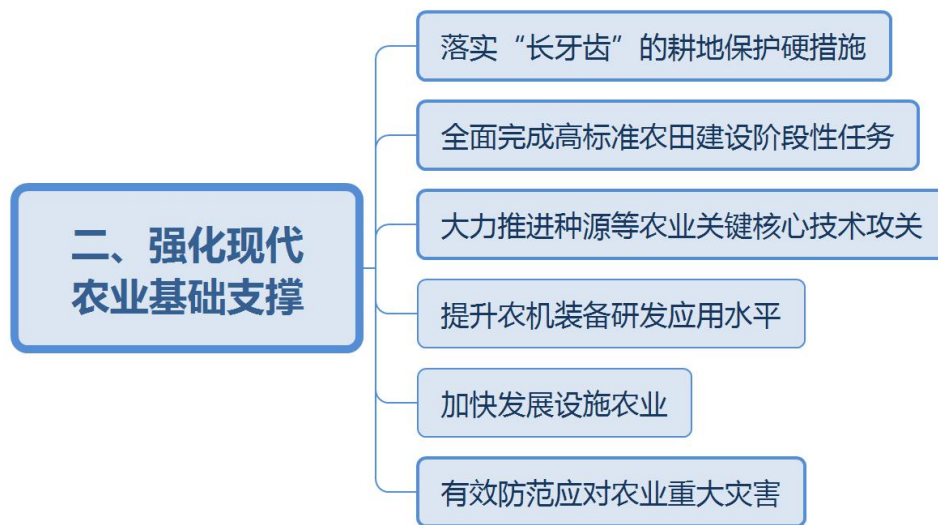 二、强化现代
农业基础支撑
落实“长牙齿”的耕地保护硬措施
全面完成高标准农田建设阶段性任务
大力推进种源等农业关键核心技术攻关
提升农机装备研发应用水平
加快发展设施农业
有效防范应对农业重大灾害